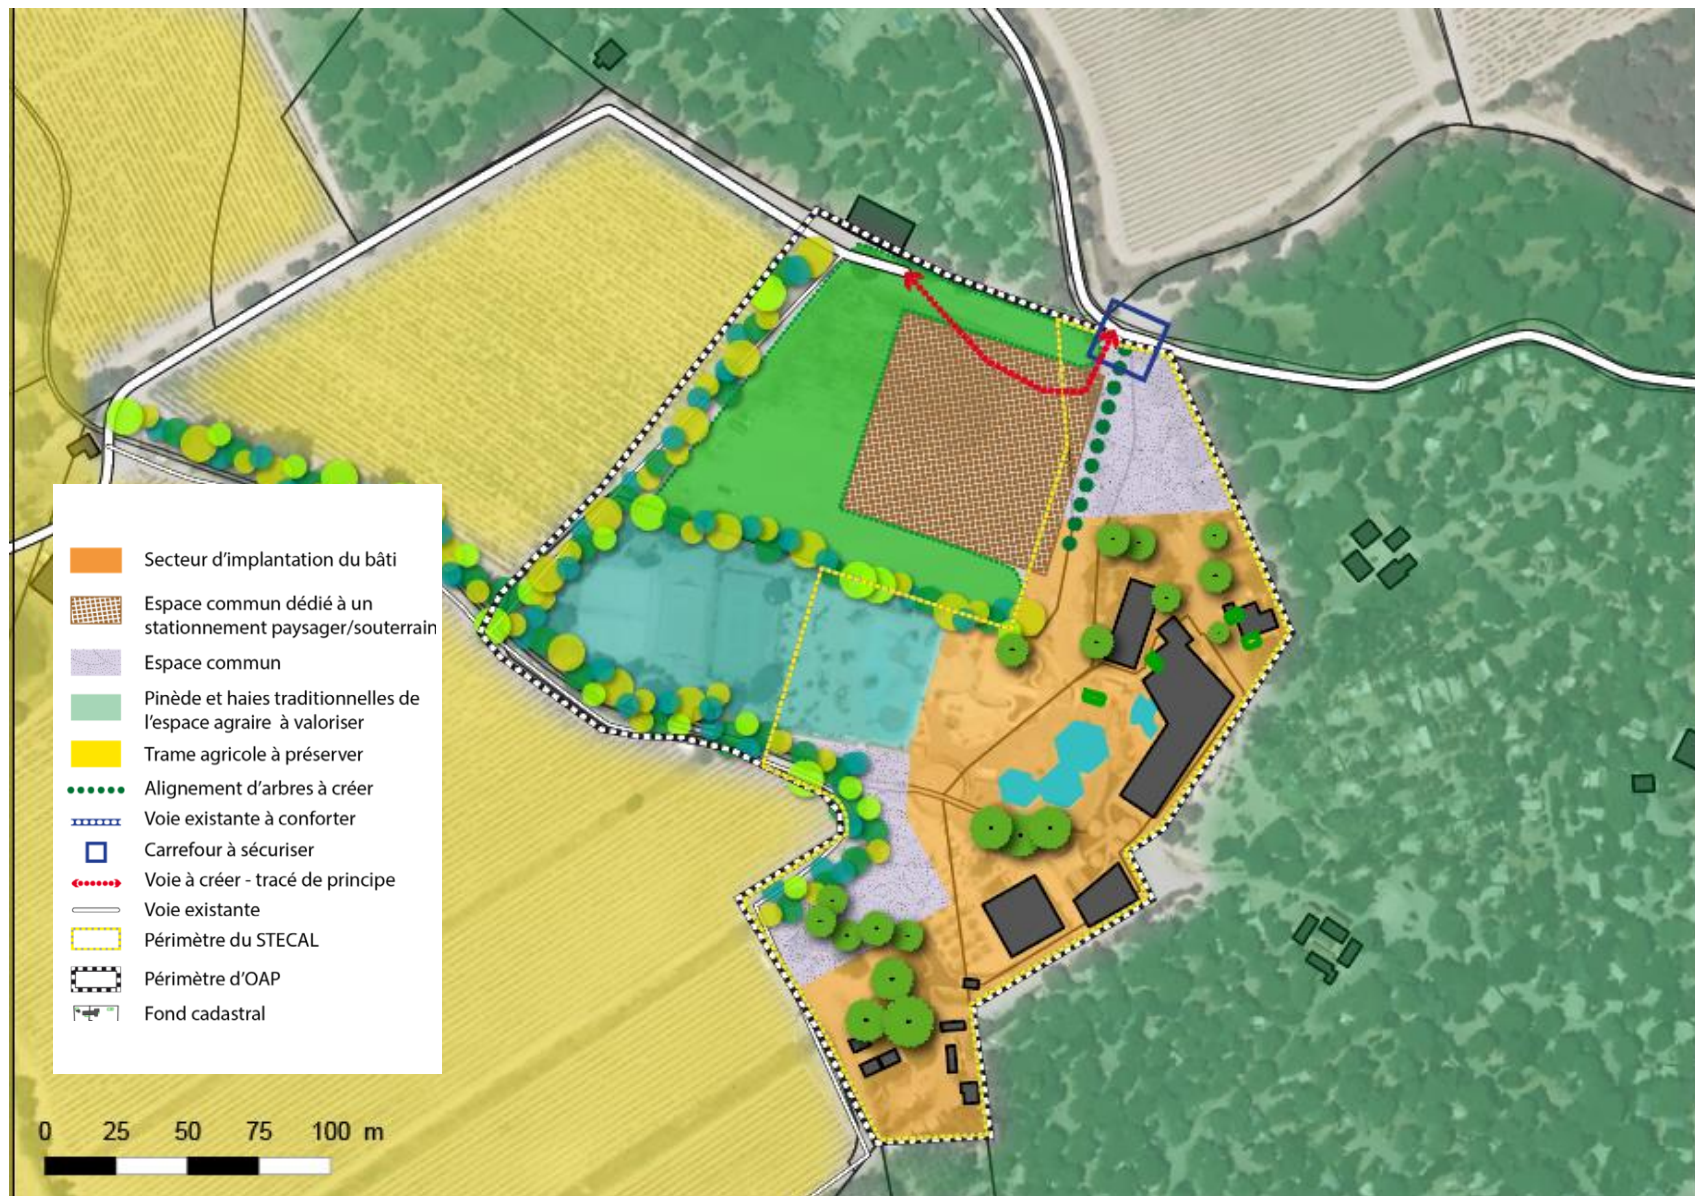 Secteur d'implantation du bâti
Espace commun dédié à un
stationnement paysager/souterrain
Espace commun
Pinède et haies traditionnelles de
l'espace agraire à valoriser
Trame agricole à préserver
Alignement d'arbres à créer
Voie existante à conforter
Carrefour à sécuriser
Voie à créer - tracé de principe
Voie existante
Périmètre du STECAL
Périmètre d'OAP
Fond cadastral
0 25 50 75 100 m